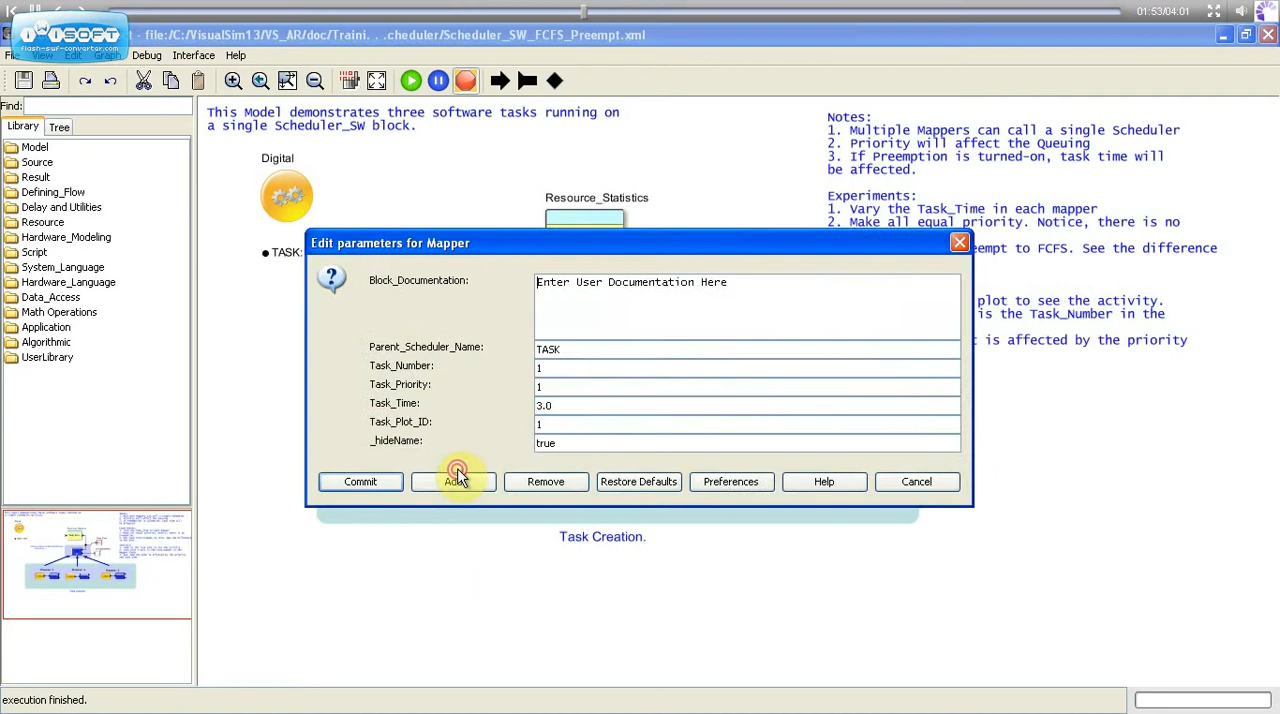 01:53/04:01
iWiSOFT
flash-swf-converter.com
- file:/C:/VisualSim13/VS_AR/doc/Traini. . .cheduler/Scheduler_SW_FCFS_Preempt.xml
File View Edit Graph Debug Interface Help
Find:
Library Tree
Model
Source
Result
Defining_Flow
Delay and Utilities
Resource
Hardware_Modeling
Script
System_Language
Hardware_Language
Data_Access
Math Operations
Application
Algorithmic
UserLibrary
This Model demonstrates three software tasks running on
a single Scheduler_SW block.
Digital
TASK:
Resource_Statistics
Notes:
1. Multiple Mappers can call a single Scheduler
2. Priority will affect the Queuing
3. If Preemption is turned-on, task time will
be affected.
Experiments:
1. Vary the Task_Time in each mapper
2. Make all equal priority. Notice, there is no
eempt to FCFS. See the difference
plot to see the activity.
is the Task_Number in the
t is affected by the priority
Edit parameters for Mapper
Block_Documentation: Enter User Documentation Here
Parent_Scheduler_Name: TASK
Task_Number: 1
Task_Priority: 1
Task_Time: 3.0
Task_Plot_ID: 1
_hideName: true
Commit Add Remove Restore Defaults Preferences Help Cancel
Task Creation.
execution finished.